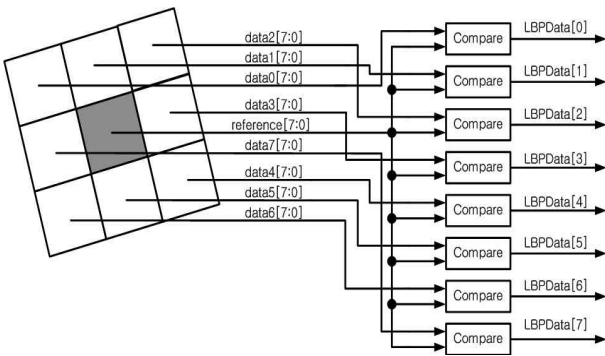 data2[7:0]
data1[7:0]
data0[7:0]
data3[7:0]
reference[7:0]
data7[7:0]
data4[7:0]
data5[7:0]
data6[7:0]
Compare
LBPData[0]
Compare
LBPData[1]
Compare
LBPData[2]
Compare
LBPData[3]
Compare
LBPData[4]
Compare
LBPData[5]
Compare
LBPData[6]
Compare
LBPData[7]